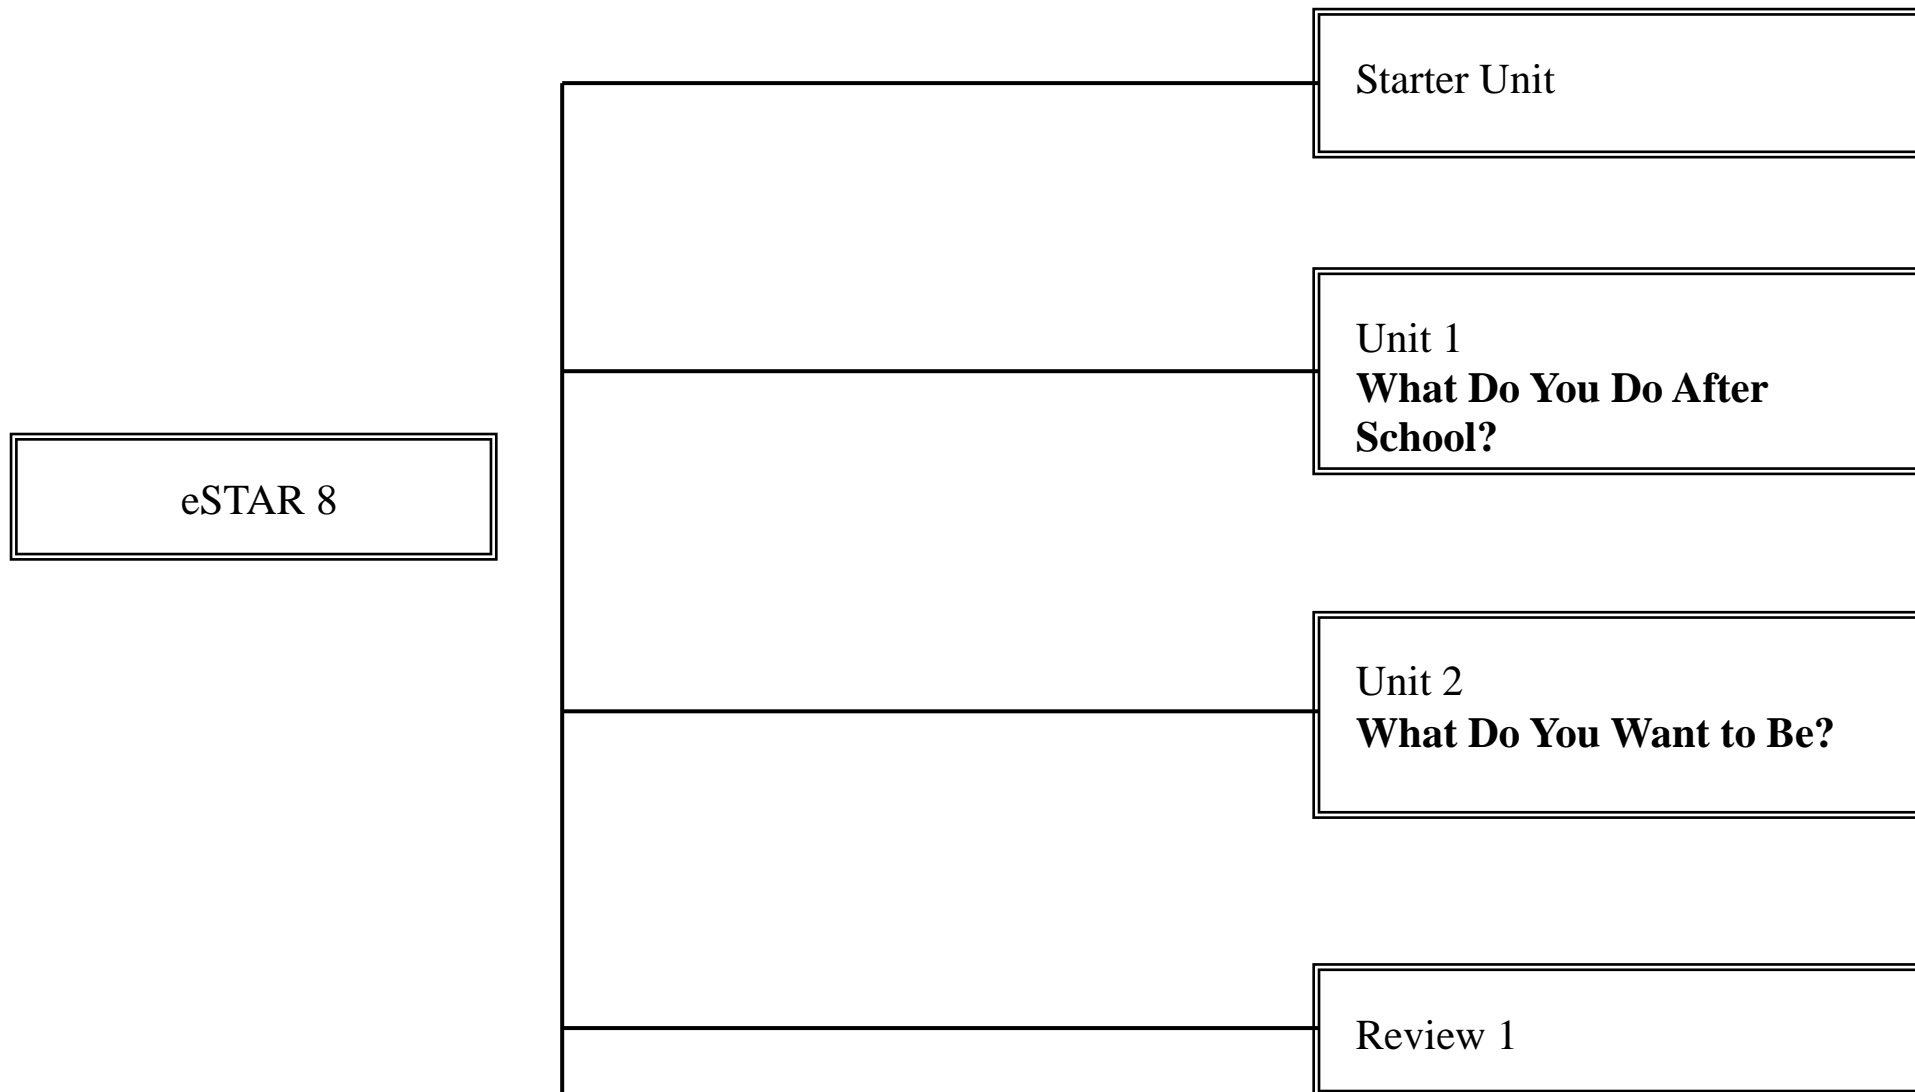 Starter Unit
Unit 1
What Do You Do After
School?
eSTAR 8
Unit 2
What Do You Want to Be?
Review 1